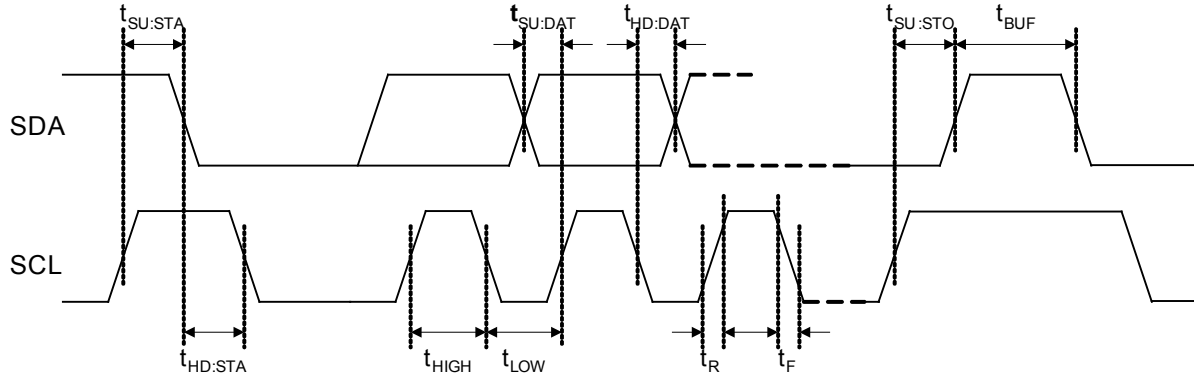 tSU:STA tSU:DAT tHD:DAT tSU:STO tBUF
SDA
SCL
tHD:STA tHIGH tLOW tR tF